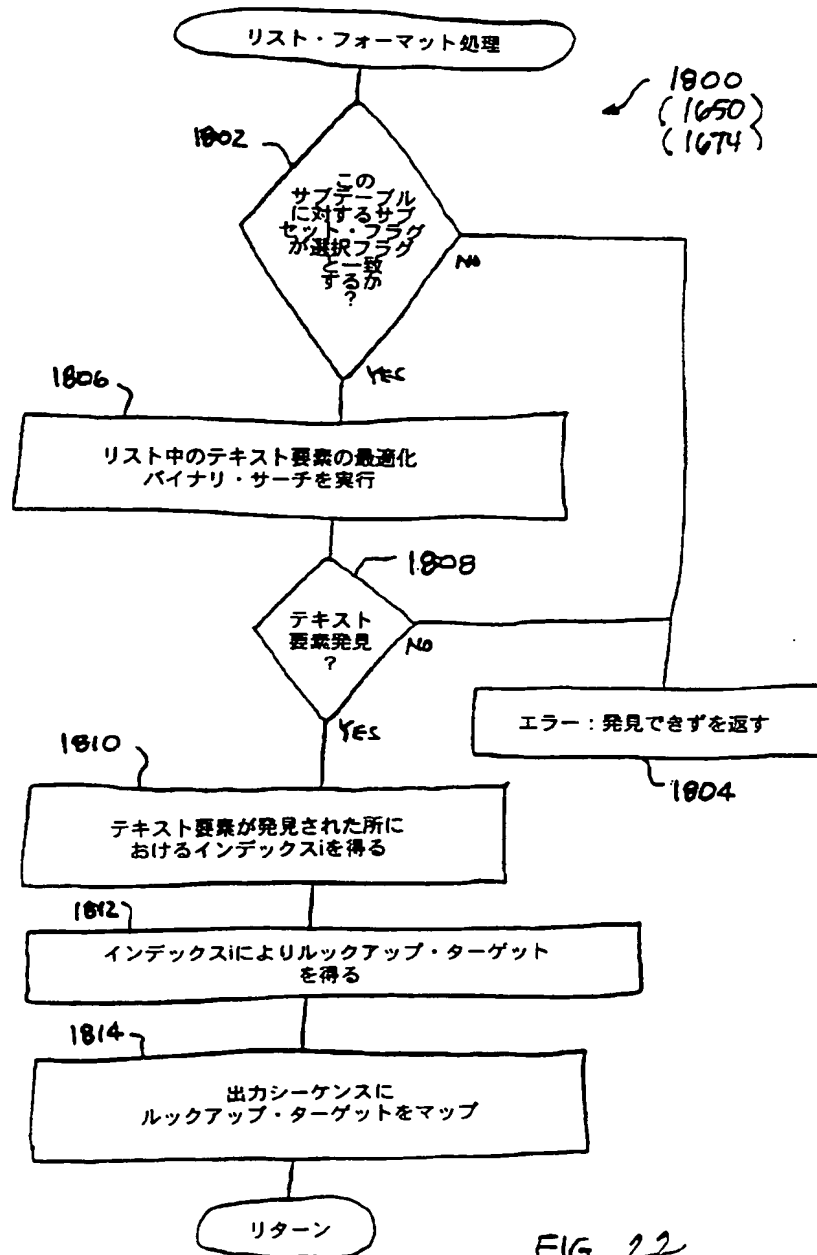 リスト・フォーマット処理
1800
(1650)
(1674)
1802
この
サブテーブル
に対するサブ
セット・フラグ
が選択フラグ
と一致
するか
?
NO
YES
1806
リスト中のテキスト要素の最適化
バイナリ・サーチを実行
1808
テキスト
要素発見
?
NO
YES
エラー:発見できずを返す
1804
1810
テキスト要素が発見された所に
おけるインデックスiを得る
1812
インデックスiによりルックアップ・ターゲット
を得る
1814
出力シーケンスに
ルックアップ・ターゲットをマップ
リターン
FIG. 22